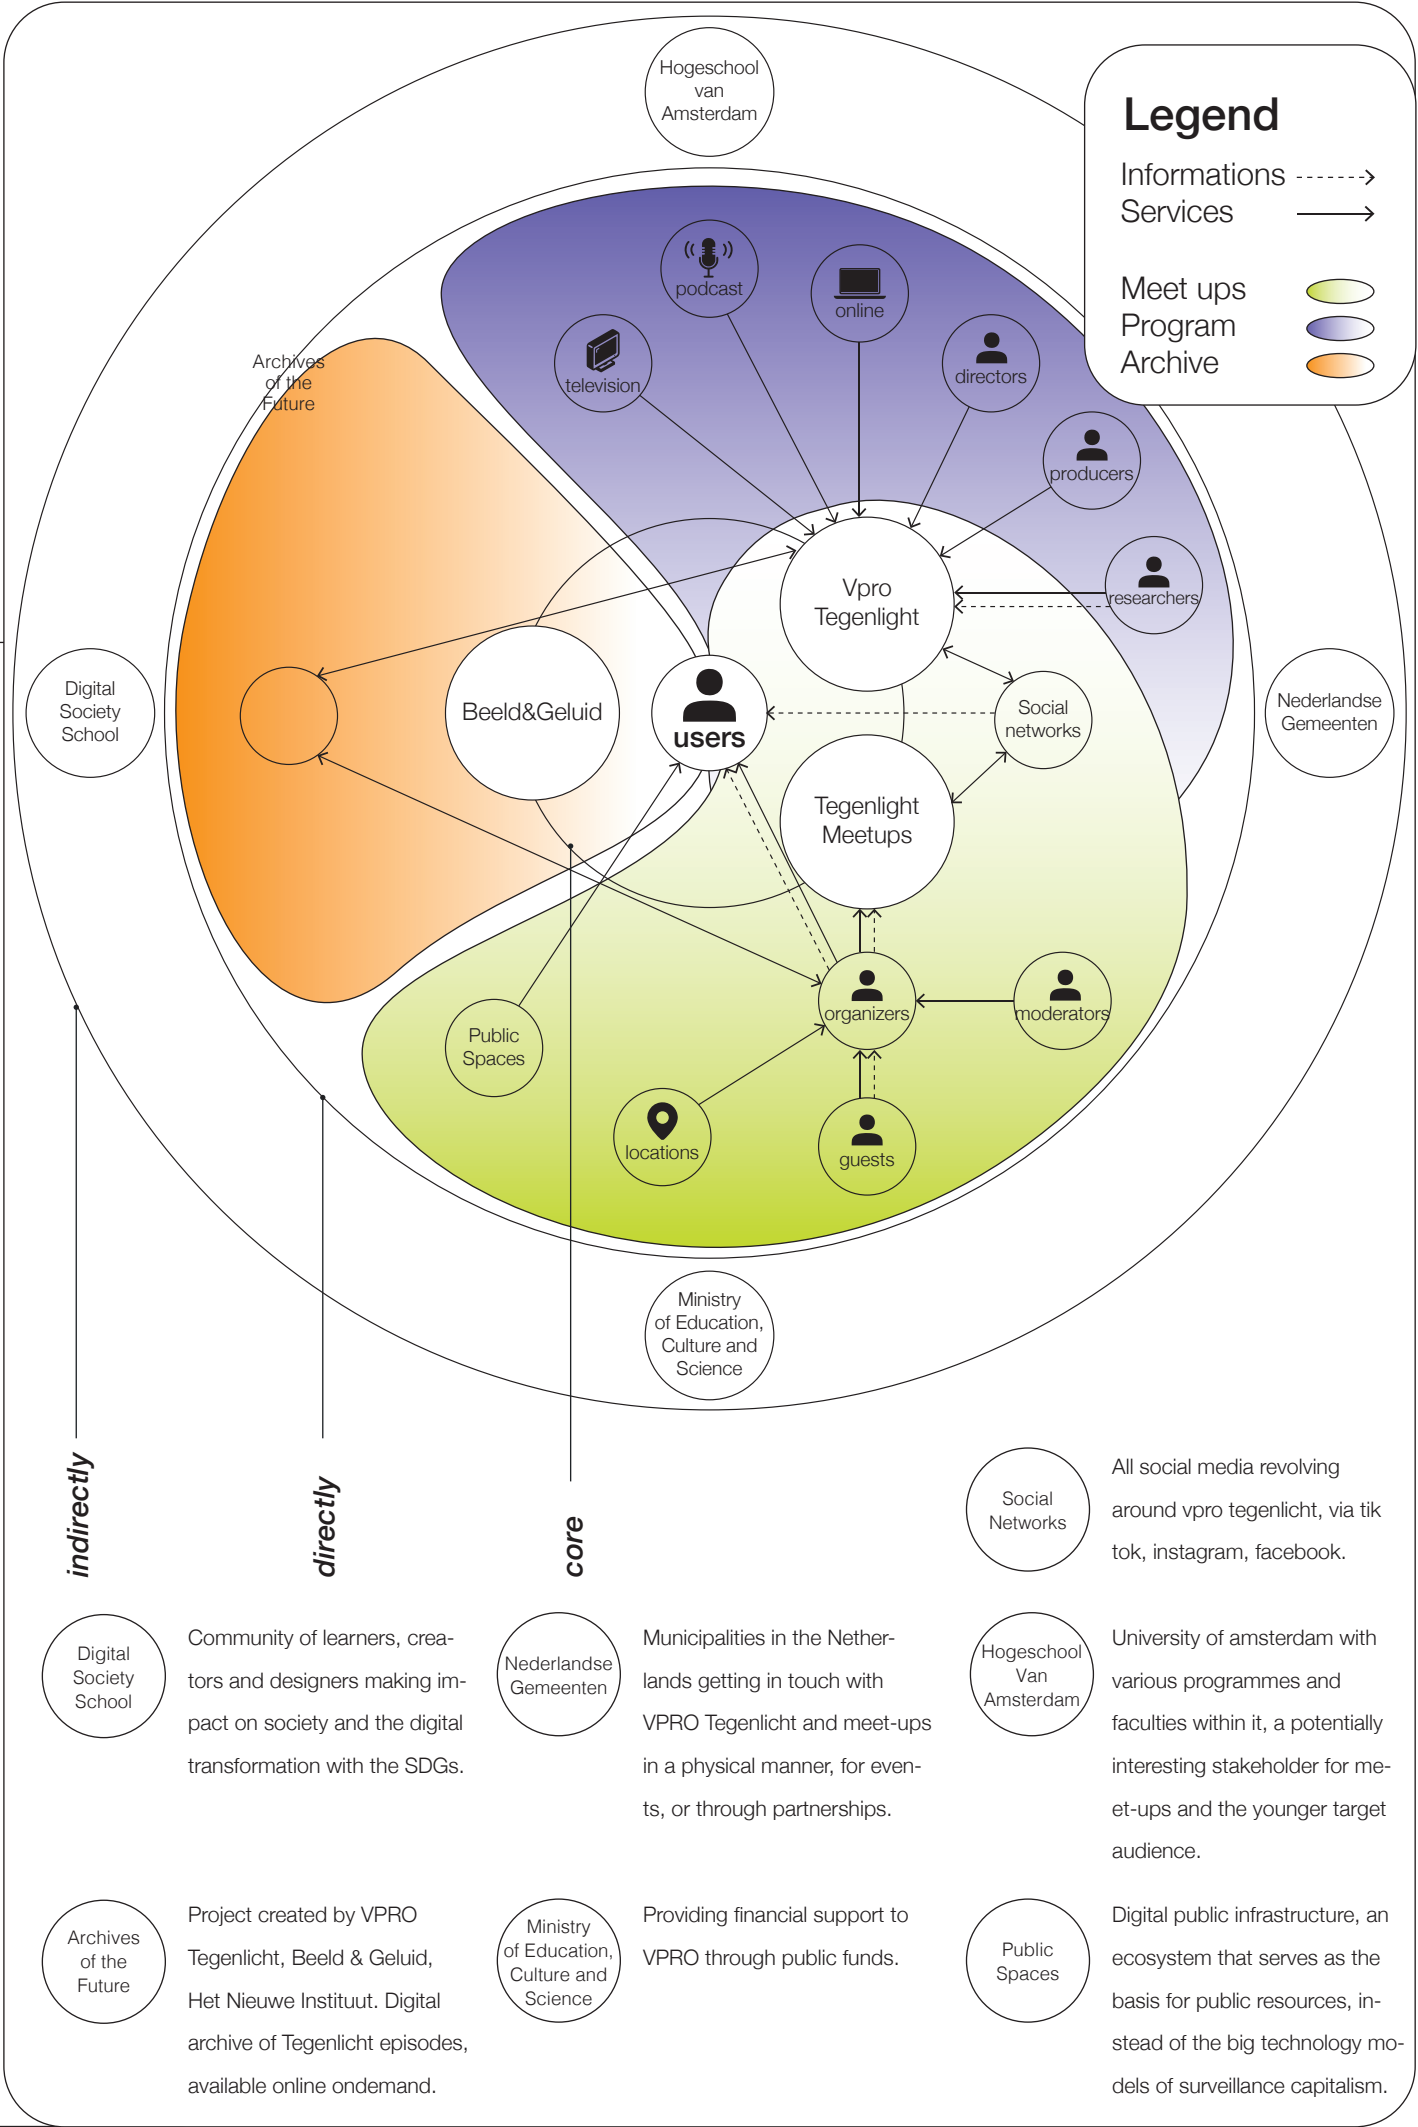 Hogeschool
van
Amsterdam
Legend
Informations
Services
Meet ups
Program
Archive
podcast
online
television
directors
producers
researchers
Archives
of the
Future
Vpro
Tegenlight
Digital
Society
School
Beeld&Geluid
users
Social
networks
Nederlandse
Gemeenten
Tegenlight
Meetups
organizers
moderators
Public
Spaces
locations
guests
Ministry
of Education,
Culture and
Science
indirectly
directly
core
Social
Networks
All social media revolving
around vpro tegenlicht, via tik
tok, instagram, facebook.
Digital
Society
School
Community of learners, crea-
tors and designers making im-
pact on society and the digital
transformation with the SDGs.
Nederlandse
Gemeenten
Municipalities in the Nether-
lands getting in touch with
VPRO Tegenlicht and meet-ups
in a physical manner, for even-
ts, or through partnerships.
Hogeschool
Van
Amsterdam
University of amsterdam with
various programmes and
faculties within it, a potentially
interesting stakeholder for me-
et-ups and the younger target
audience.
Archives
of the
Future
Project created by VPRO
Tegenlicht, Beeld & Geluid,
Het Nieuwe Instituut. Digital
archive of Tegenlicht episodes,
available online ondemand.
Ministry
of Education,
Culture and
Science
Providing financial support to
VPRO through public funds.
Public
Spaces
Digital public infrastructure, an
ecosystem that serves as the
basis for public resources, in-
stead of the big technology mo-
dels of surveillance capitalism.